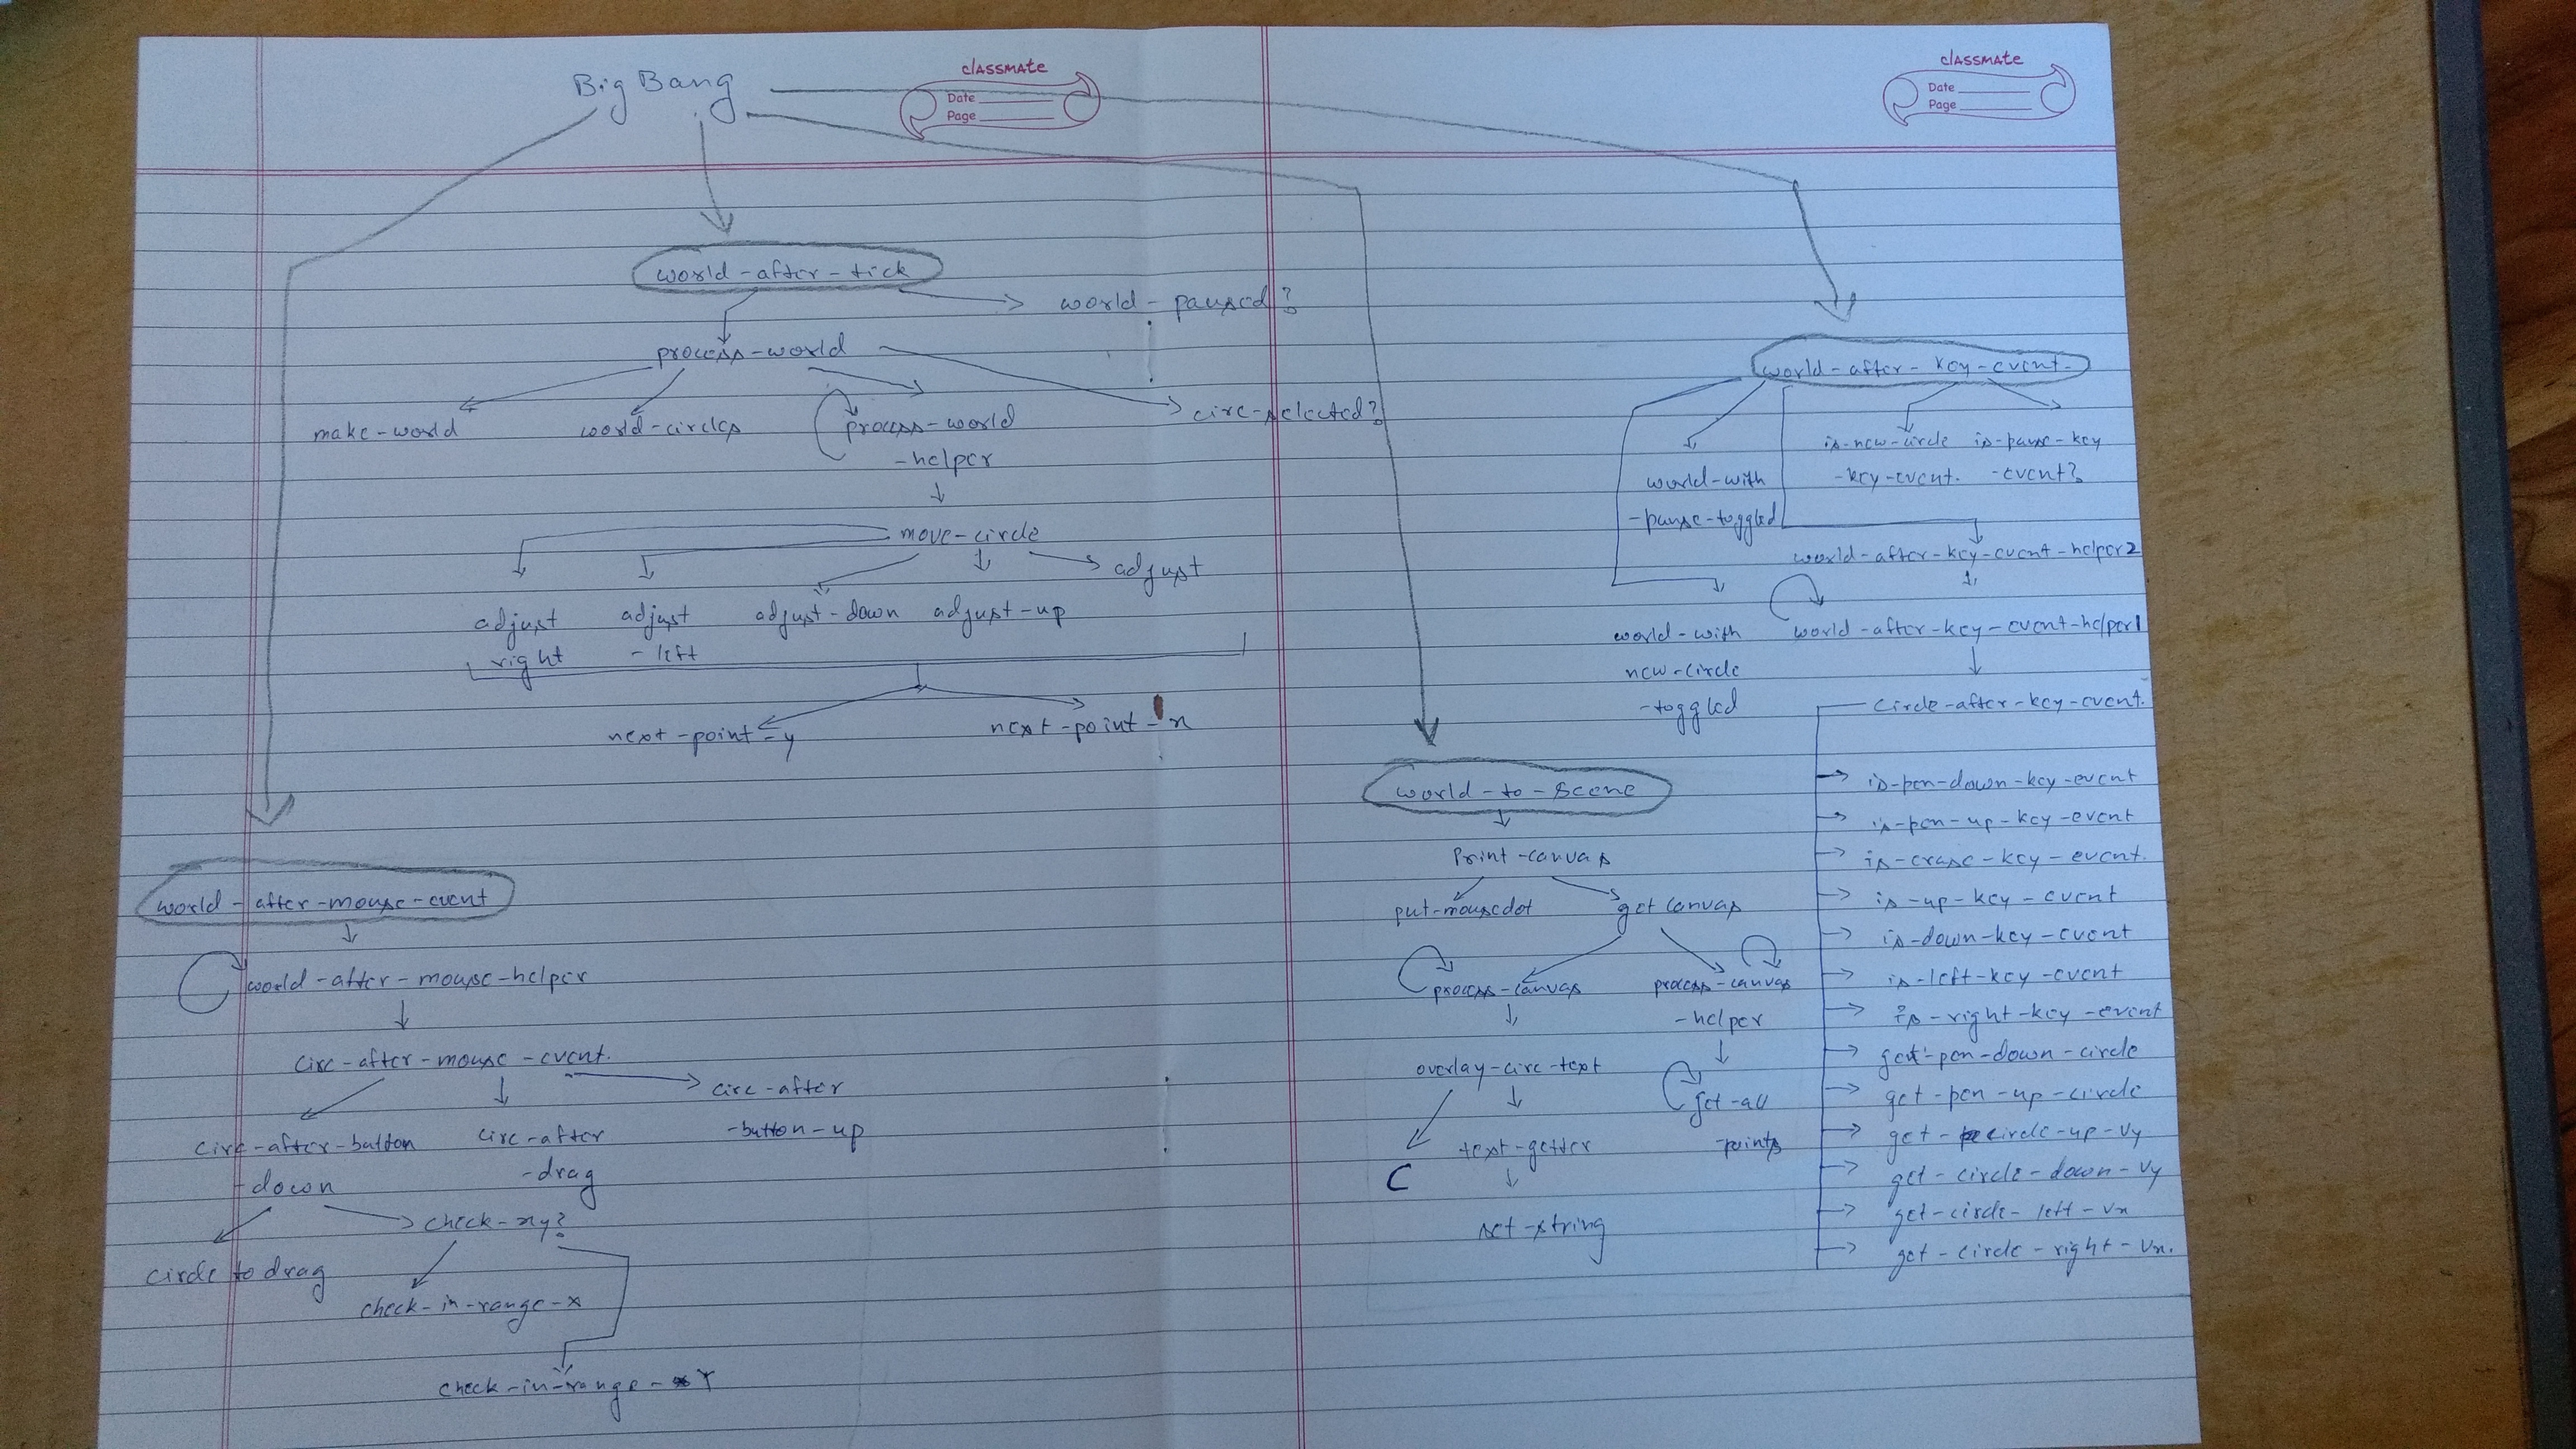 Big Bang
classmate
Date
Page
classmate
Date
Page
world-after-tick
world-paused?
process-world
make-world
world-circles
process-world
-helper
circ-selected?
move-circle
adjust
right
adjust
-left
adjust-down
adjust-up
adjust
next-point-y
next-point-x
world-after-mouse-event
world-after-mouse-helper
circ-after-mouse-event.
circ-after-button
-down
circ-after
-drag
circ-after
-button-up
circle to drag
check-xy?
check-in-range-x
check-in-range-Y
world-to-scene
Print-canvas
put-mousedot
get canvas
process-canvas
process-canvas
-helper
overlay-circ-text
get-all
-points
C
text-getter
set-string
world-after-key-event-
world-with
-pause-toggled
is-new-circle
-key-event.
is-pause-key
-event?
world-after-key-event-helper2
world-with
new-circle
-toggled
world-after-key-event-helper1
Circle-after-key-event.
is-pen-down-key-event
is-pen-up-key-event
is-erase-key-event.
is-up-key-event
is-down-key-event
is-left-key-event
is-right-key-event
get-pen-down-circle
get-pen-up-circle
get-circle-up-vy
get-circle-down-vy
get-circle-left-vx
get-circle-right-vx.